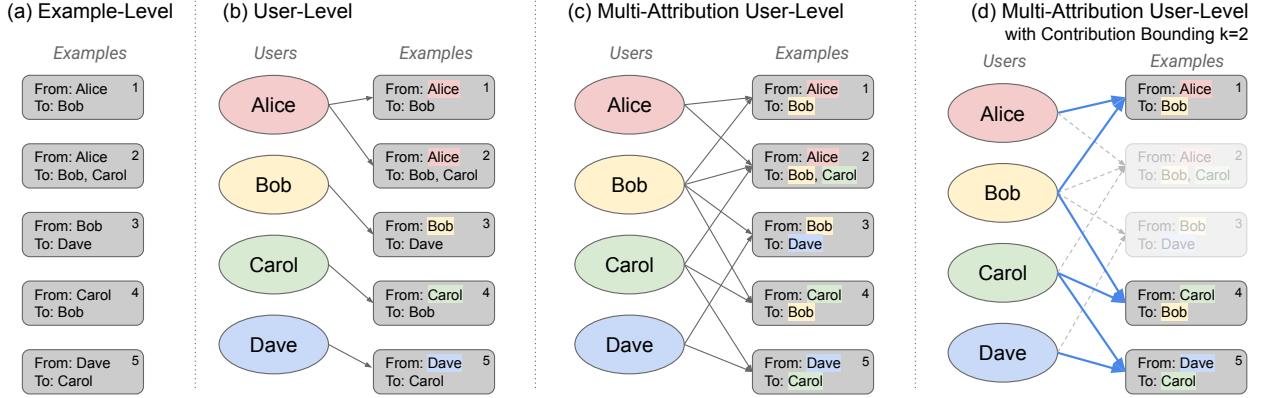 (a) Example-Level
Examples
From: Alice 1
To: Bob
From: Alice 2
To: Bob, Carol
From: Bob 3
To: Dave
From: Carol 4
To: Bob
From: Dave 5
To: Carol
(b) User-Level
Users
Examples
Alice
Bob
Carol
Dave
From: Alice 1
To: Bob
From: Alice 2
To: Bob, Carol
From: Bob 3
To: Dave
From: Carol 4
To: Bob
From: Dave 5
To: Carol
(c) Multi-Attribution User-Level
Users
Examples
Alice
Bob
Carol
Dave
From: Alice 1
To: Bob
From: Alice 2
To: Bob, Carol
From: Bob 3
To: Dave
From: Carol 4
To: Bob
From: Dave 5
To: Carol
(d) Multi-Attribution User-Level
with Contribution Bounding k=2
Users
Examples
Alice
Bob
Carol
Dave
From: Alice 1
To: Bob
From: Alice 2
To: Bob, Carol
From: Bob 3
To: Dave
From: Carol 4
To: Bob
From: Dave 5
To: Carol